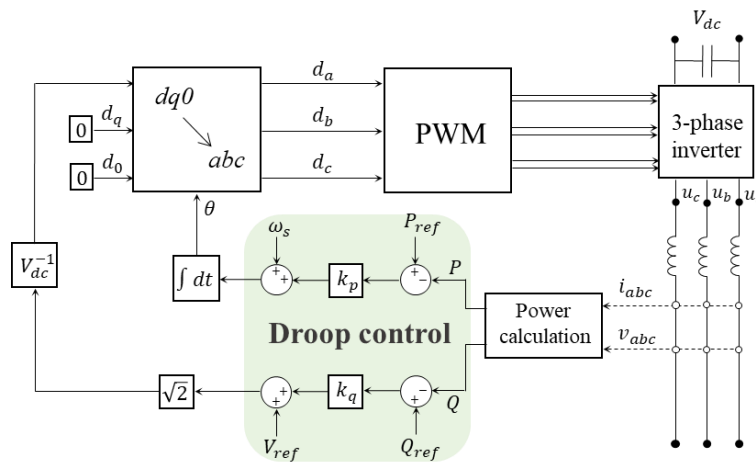 V_dc
d_a
dq0
abc
0
d_q
d_b
PWM
3-phase
inverter
0
d_0
d_c
θ
u_c
u_b
u
ω_s
P_ref
V_dc^-1
∫ dt
+
+
k_p
+
−
P
i_abc
Power
calculation
Droop control
v_abc
√2
+
+
k_q
+
−
Q
V_ref
Q_ref